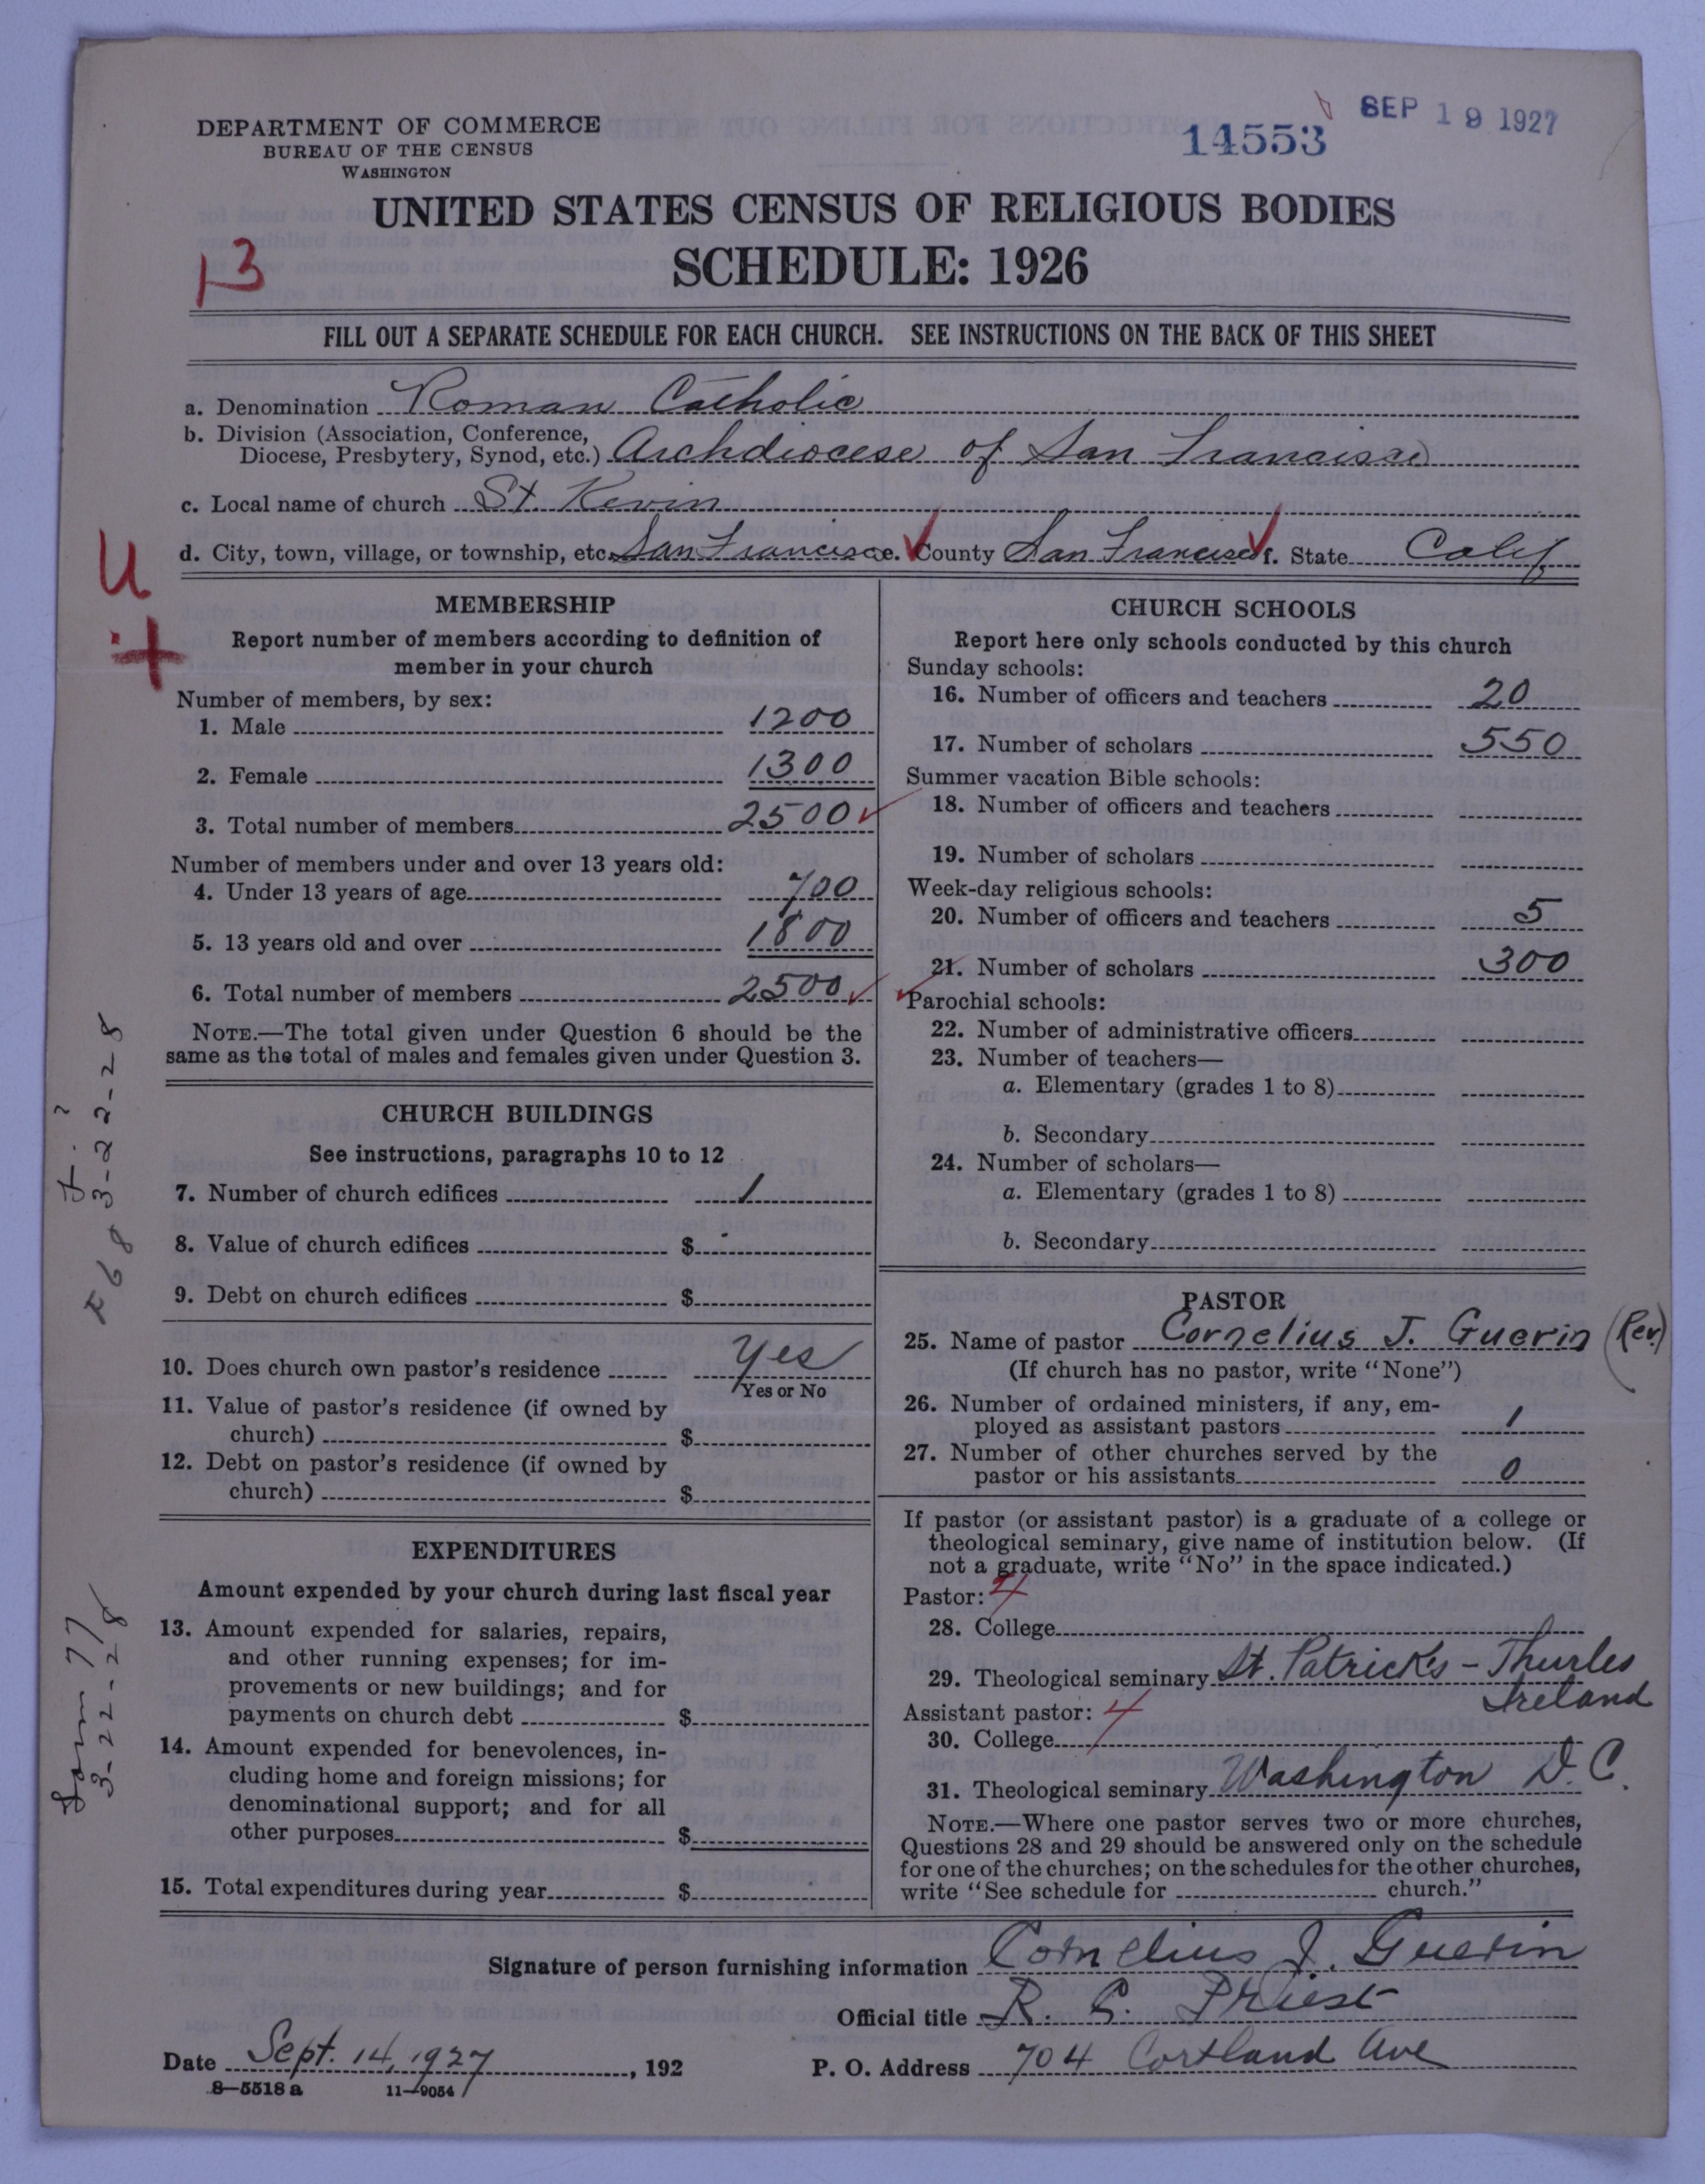 DEPARTMENT OF COMMERCE
BUREAU OF THE CENSUS
WASHINGTON
14553
SEP 19 1927
UNITED STATES CENSUS OF RELIGIOUS BODIES
SCHEDULE: 1926
13
FILL OUT A SEPARATE SCHEDULE FOR EACH CHURCH. SEE INSTRUCTIONS ON THE BACK OF THIS SHEET
a. Denomination Roman Catholic
b. Division (Association, Conference,
Diocese, Presbytery, Synod, etc.) Archdiocese of San Francisco
c. Local name of church St. Kevin
d. City, town, village, or township, etc. San Francisco e. County San Francisco f. State Calif
U
+
MEMBERSHIP
Report number of members according to definition of
member in your church
Number of members, by sex:
1. Male 1200
2. Female 1300
3. Total number of members 2500
Number of members under and over 13 years old:
4. Under 13 years of age 700
5. 13 years old and over 1800
6. Total number of members 2500
NOTE.—The total given under Question 6 should be the
same as the total of males and females given under Question 3.
CHURCH BUILDINGS
See instructions, paragraphs 10 to 12
7. Number of church edifices 1
8. Value of church edifices $
9. Debt on church edifices $
10. Does church own pastor's residence Yes
Yes or No
11. Value of pastor's residence (if owned by
church) $
12. Debt on pastor's residence (if owned by
church) $
EXPENDITURES
Amount expended by your church during last fiscal year
13. Amount expended for salaries, repairs,
and other running expenses; for im-
provements or new buildings; and for
payments on church debt $
14. Amount expended for benevolences, in-
cluding home and foreign missions; for
denominational support; and for all
other purposes $
15. Total expenditures during year $
3-22-28
3-22-28
CHURCH SCHOOLS
Report here only schools conducted by this church
Sunday schools:
16. Number of officers and teachers 20
17. Number of scholars 550
Summer vacation Bible schools:
18. Number of officers and teachers
19. Number of scholars
Week-day religious schools:
20. Number of officers and teachers 5
21. Number of scholars 300
Parochial schools:
22. Number of administrative officers
23. Number of teachers—
a. Elementary (grades 1 to 8)
b. Secondary
24. Number of scholars—
a. Elementary (grades 1 to 8)
b. Secondary
PASTOR
25. Name of pastor Cornelius J. Guerin (Rev.)
(If church has no pastor, write "None")
26. Number of ordained ministers, if any, em-
ployed as assistant pastors 1
27. Number of other churches served by the
pastor or his assistants 0
If pastor (or assistant pastor) is a graduate of a college or
theological seminary, give name of institution below. (If
not a graduate, write "No" in the space indicated.)
Pastor: 4
28. College
29. Theological seminary St. Patrick's - Thurles
Ireland
Assistant pastor: 4
30. College
31. Theological seminary Washington D.C.
NOTE.—Where one pastor serves two or more churches,
Questions 28 and 29 should be answered only on the schedule
for one of the churches; on the schedules for the other churches,
write "See schedule for church."
Signature of person furnishing information Cornelius J. Guerin
Official title R. C. Priest
Date Sept. 14, 1927, 192
P. O. Address 704 Cortland Ave
8—5518 a 11—9054